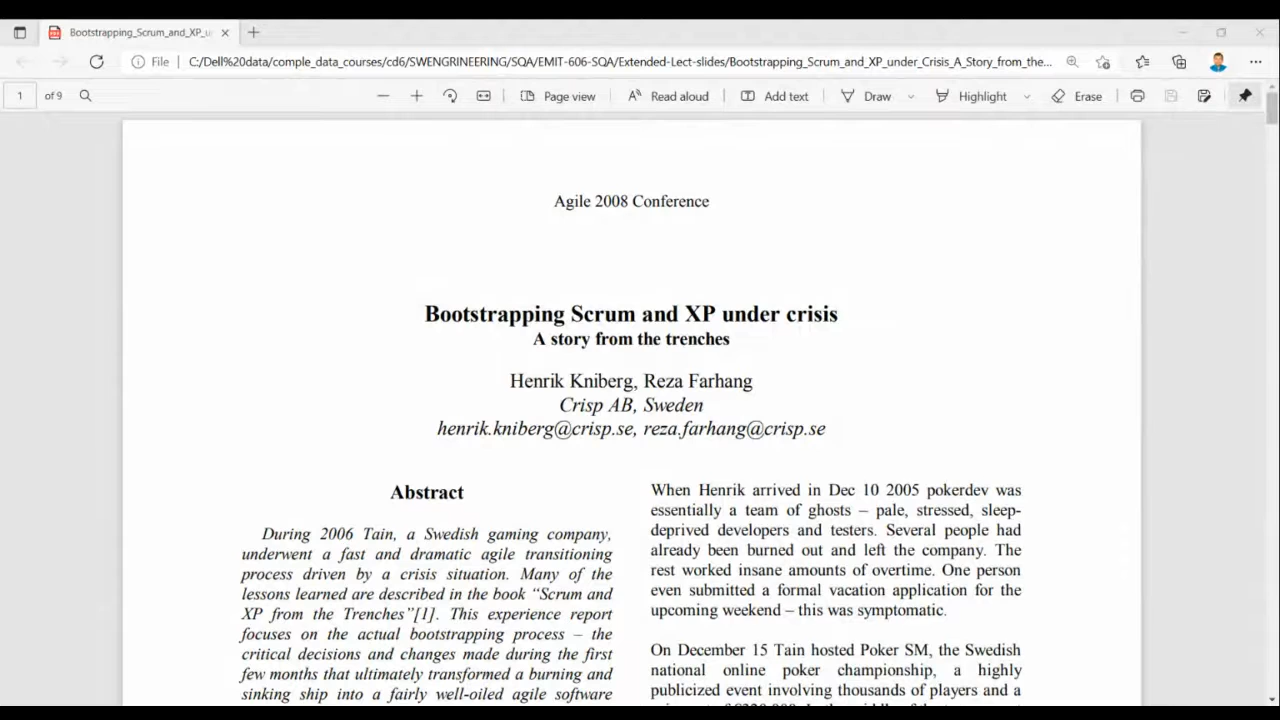 Bootstrapping_Scrum_and_XP_u
File
C:/Dell%20data/comple_data_courses/cd6/SWENGRINEERING/SQA/EMIT-606-SQA/Extended-Lect-slides/Bootstrapping_Scrum_and_XP_under_Crisis_A_Story_from_the...
1 of 9
Page view
Read aloud
Add text
Draw
Highlight
Erase
Agile 2008 Conference
Bootstrapping Scrum and XP under crisis
A story from the trenches
Henrik Kniberg, Reza Farhang
Crisp AB, Sweden
henrik.kniberg@crisp.se, reza.farhang@crisp.se
Abstract
During 2006 Tain, a Swedish gaming company,
underwent a fast and dramatic agile transitioning
process driven by a crisis situation. Many of the
lessons learned are described in the book “Scrum and
XP from the Trenches”[1]. This experience report
focuses on the actual bootstrapping process – the
critical decisions and changes made during the first
few months that ultimately transformed a burning and
sinking ship into a fairly well-oiled agile software
When Henrik arrived in Dec 10 2005 pokerdev was
essentially a team of ghosts – pale, stressed, sleep-
deprived developers and testers. Several people had
already been burned out and left the company. The
rest worked insane amounts of overtime. One person
even submitted a formal vacation application for the
upcoming weekend – this was symptomatic.
On December 15 Tain hosted Poker SM, the Swedish
national online poker championship, a highly
publicized event involving thousands of players and a